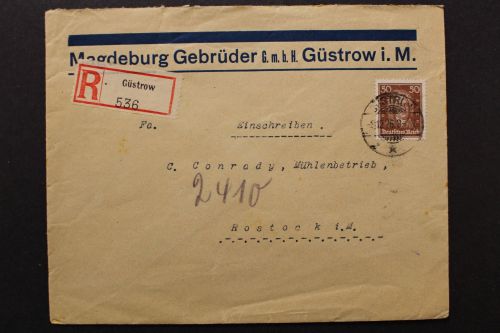 Magdeburg Gebrüder G.m.b.H. Güstrow i. M.
R Güstrow
536
50 50
Deutsches Reich
Fa. Einschreiben.
C. Conrady, Mühlenbetrieb,
2410
Rostock i.M.